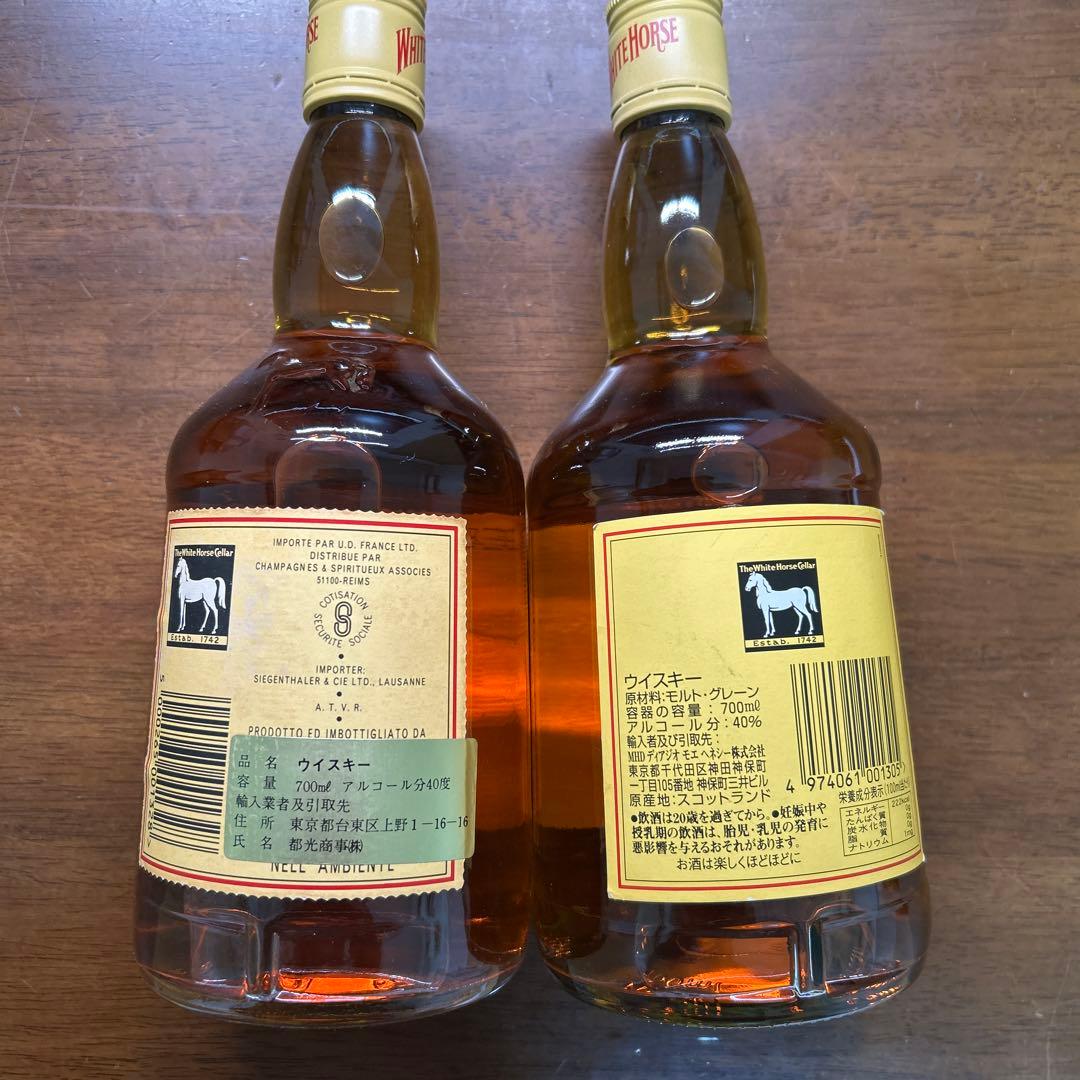 SE
WHITE
The White Horse Cellar
Estab. 1742
IMPORTE PAR U.D. FRANCE LTD.
DISTRIBUE PAR
CHAMPAGNES & SPIRITUEUX ASSOCIES
51100-REIMS
COTISATION
SECURITE SOCIALE
IMPORTER:
SIEGENTHALER & CIE LTD., LAUSANNE
A. T. V. R.
PRODOTTO ED IMBOTTIGLIATO DA
品名 ウイスキー
容量 700ml アルコール分40度
輸入業者及引取先
住所 東京都台東区上野1-16-16
氏名 都光商事㈱
NELL'AMBIENTE
HITE HORSE
The White Horse Cellar
Estab. 1742
ウイスキー
原材料:モルト・グレーン
容器の容量:700mℓ
アルコール分:40%
輸入者及び引取先:
MHD ディアジオ モエ ヘネシー株式会社
東京都千代田区神田神保町
一丁目105番地 神保町三井ビル
原産地:スコットランド
4 974061 001305
●飲酒は20歳を過ぎてから。●妊娠中や
授乳期の飲酒は、胎児・乳児の発育に
悪影響を与えるおそれがあります。
お酒は楽しくほどほどに
エネルギー 222kcal
たんぱく質 0g
脂質 0g
炭水化物 0g
ナトリウム 1mg